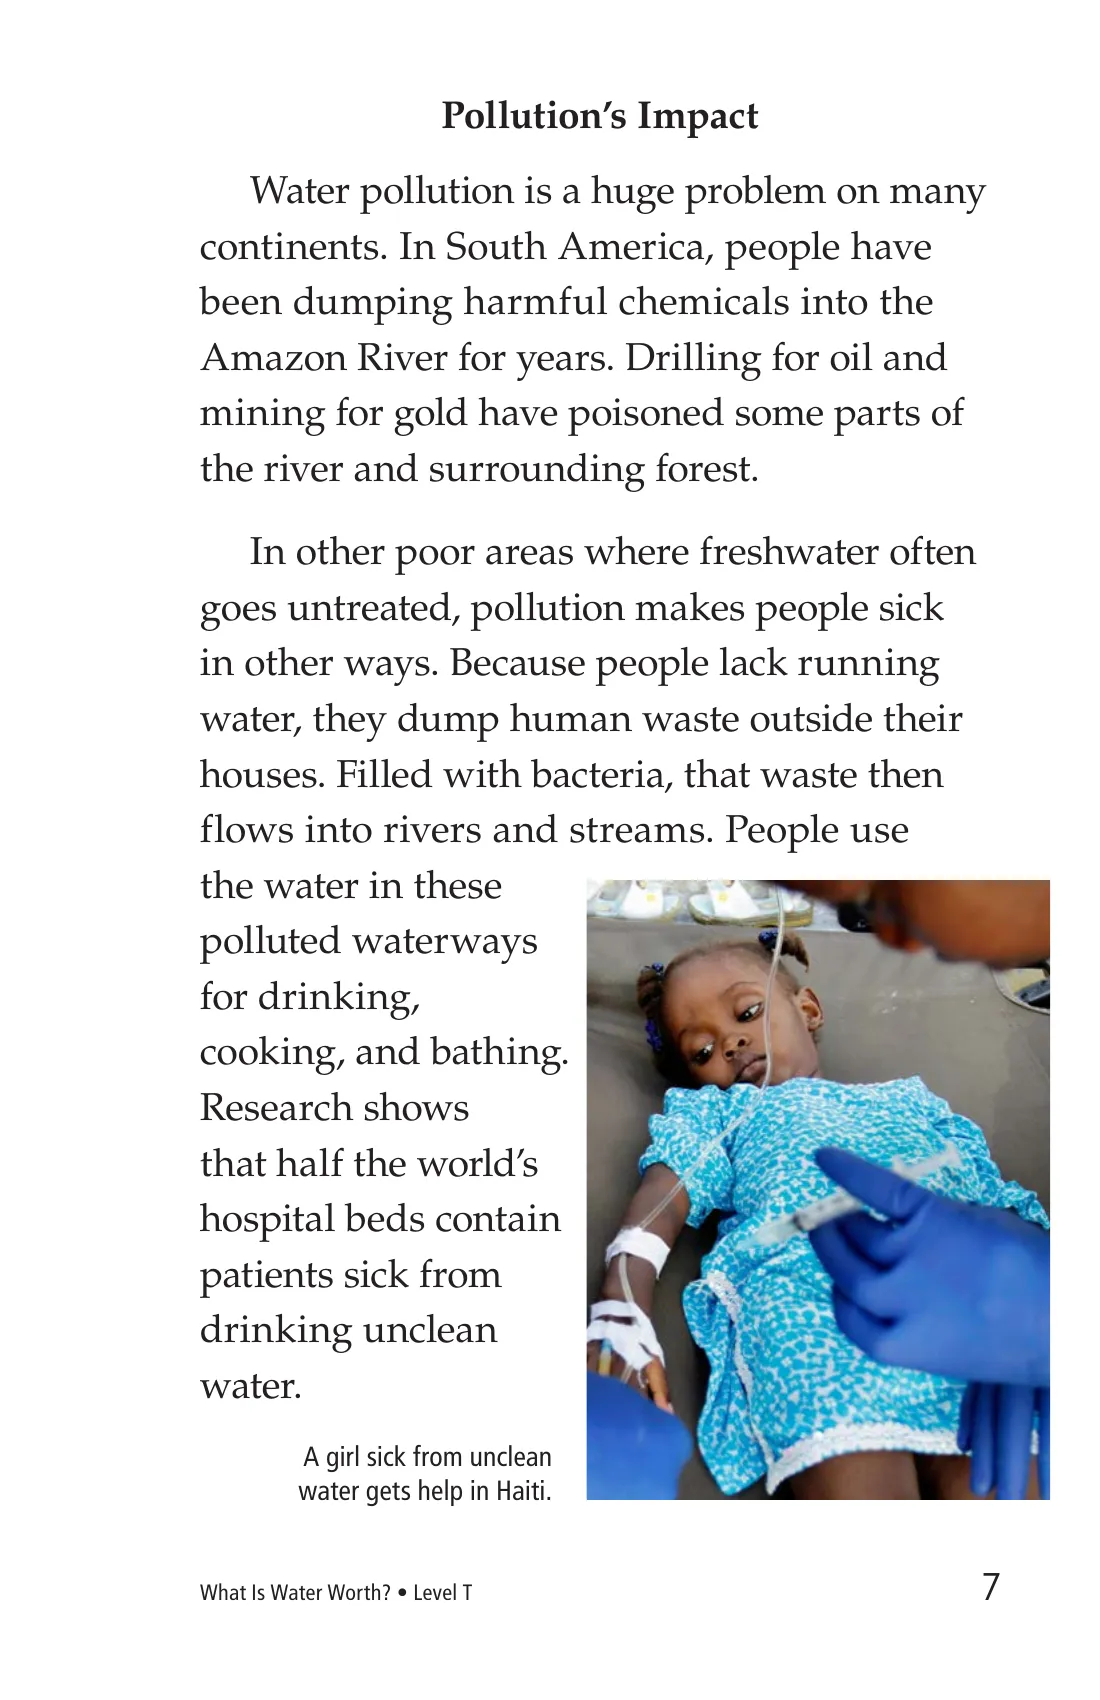 Pollution’s Impact
Water pollution is a huge problem on many
continents. In South America, people have
been dumping harmful chemicals into the
Amazon River for years. Drilling for oil and
mining for gold have poisoned some parts of
the river and surrounding forest.
In other poor areas where freshwater often
goes untreated, pollution makes people sick
in other ways. Because people lack running
water, they dump human waste outside their
houses. Filled with bacteria, that waste then
flows into rivers and streams. People use
the water in these
polluted waterways
for drinking,
cooking, and bathing.
Research shows
that half the world’s
hospital beds contain
patients sick from
drinking unclean
water.
A girl sick from unclean
water gets help in Haiti.
What Is Water Worth? • Level T
7